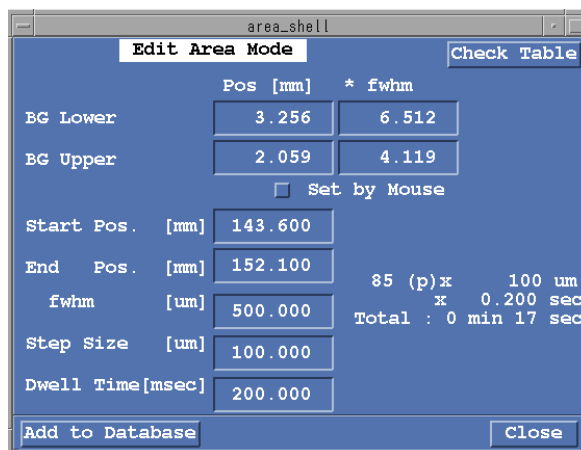 area_shell
Edit Area Mode
Check Table
Pos [mm] * fwhm
BG Lower 3.256 6.512
BG Upper 2.059 4.119
Set by Mouse
Start Pos. [mm] 143.600
End Pos. [mm] 152.100
85 (p)x 100 um
fwhm [um] 500.000
x 0.200 sec
Total : 0 min 17 sec
Step Size [um] 100.000
Dwell Time[msec] 200.000
Add to Database Close